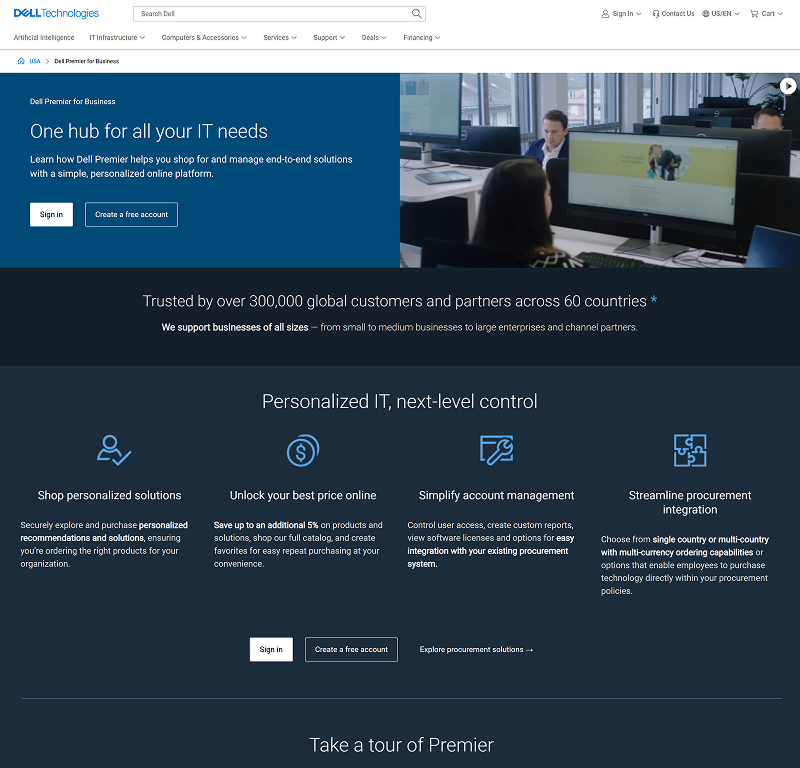 DELLTechnologies
Search Dell
Sign In
Contact Us
US/EN
Cart
Artificial Intelligence
IT Infrastructure
Computers & Accessories
Services
Support
Deals
Financing
USA
Dell Premier for Business
Dell Premier for Business
One hub for all your IT needs
Learn how Dell Premier helps you shop for and manage end-to-end solutions
with a simple, personalized online platform.
Sign in
Create a free account
Trusted by over 300,000 global customers and partners across 60 countries *
We support businesses of all sizes — from small to medium businesses to large enterprises and channel partners.
Personalized IT, next-level control
Shop personalized solutions
Securely explore and purchase personalized
recommendations and solutions, ensuring
you're ordering the right products for your
organization.
Unlock your best price online
Save up to an additional 5% on products and
solutions, shop our full catalog, and create
favorites for easy repeat purchasing at your
convenience.
Simplify account management
Control user access, create custom reports,
view software licenses and options for easy
integration with your existing procurement
system.
Streamline procurement
integration
Choose from single country or multi-country
with multi-currency ordering capabilities or
options that enable employees to purchase
technology directly within your procurement
policies.
Sign in
Create a free account
Explore procurement solutions →
Take a tour of Premier